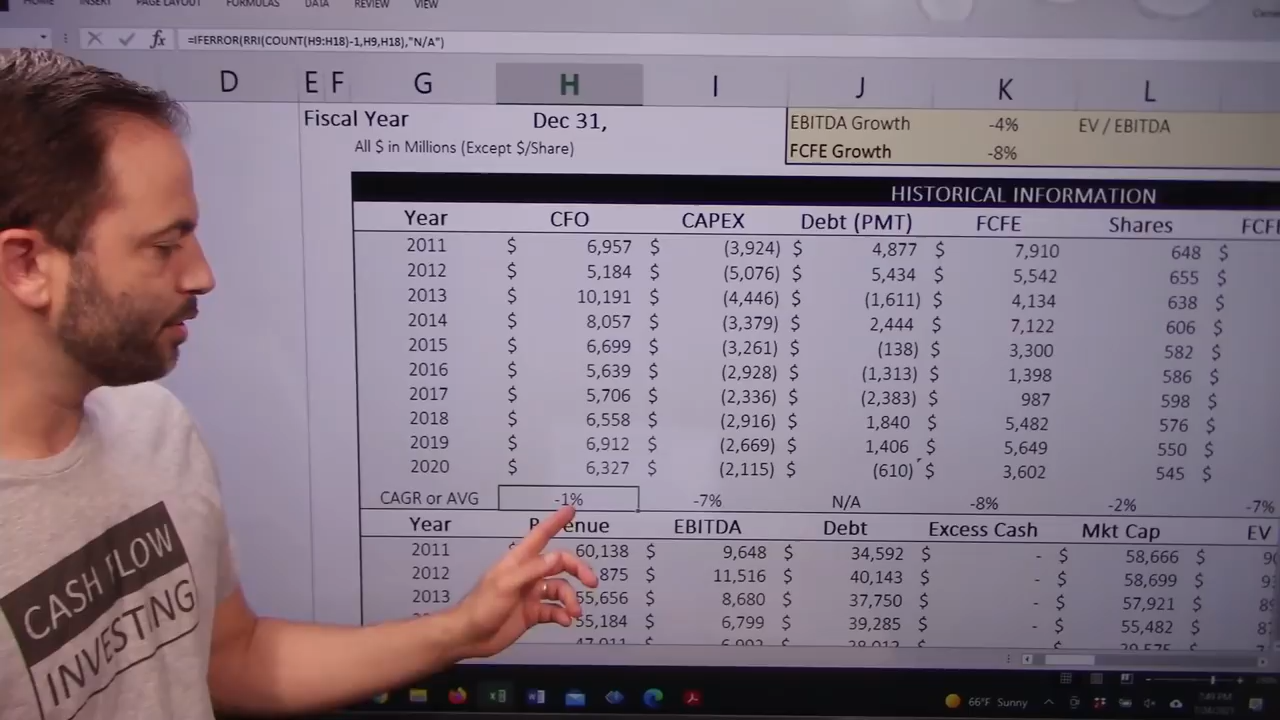 HOME INSERT PAGE LAYOUT FORMULAS DATA REVIEW VIEW
fx =IFERROR(RRI(COUNT(H9:H18)-1,H9,H18),"N/A")
D E F G H I J K L
Fiscal Year Dec 31, EBITDA Growth -4% EV / EBITDA
All $ in Millions (Except $/Share) FCFE Growth -8%
HISTORICAL INFORMATION
Year CFO CAPEX Debt (PMT) FCFE Shares
2011 $ 6,957 $ (3,924) $ 4,877 $ 7,910 648 $
2012 $ 5,184 $ (5,076) $ 5,434 $ 5,542 655 $
2013 $ 10,191 $ (4,446) $ (1,611) $ 4,134 638 $
2014 $ 8,057 $ (3,379) $ 2,444 $ 7,122 606 $
2015 $ 6,699 $ (3,261) $ (138) $ 3,300 582 $
2016 $ 5,639 $ (2,928) $ (1,313) $ 1,398 586 $
2017 $ 5,706 $ (2,336) $ (2,383) $ 987 598 $
2018 $ 6,558 $ (2,916) $ 1,840 $ 5,482 576 $
2019 $ 6,912 $ (2,669) $ 1,406 $ 5,649 550 $
2020 $ 6,327 $ (2,115) $ (610) $ 3,602 545 $
CAGR or AVG -1% -7% N/A -8% -2% -7%
Year EBITDA Debt Excess Cash Mkt Cap EV
2011 60,138 $ 9,648 $ 34,592 $ - $ 58,666 $
2012 875 $ 11,516 $ 40,143 $ - $ 58,699 $
2013 55,656 $ 8,680 $ 37,750 $ - $ 57,921 $
55,184 $ 6,799 $ 39,285 $ - $ 55,482 $
CASH FLOW
INVESTING
66°F Sunny